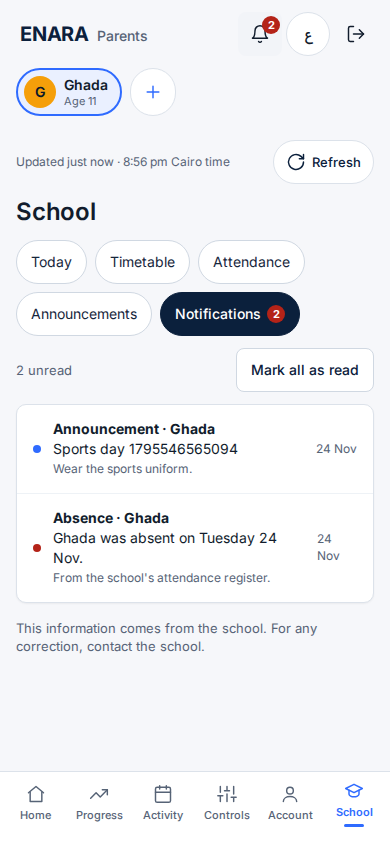 ENARA Parents
2
ع
G
Ghada
Age 11
Updated just now · 8:56 pm Cairo time
Refresh
School
Today
Timetable
Attendance
Announcements
Notifications 2
2 unread
Mark all as read
Announcement · Ghada
Sports day 1795546565094
24 Nov
Wear the sports uniform.
Absence · Ghada
Ghada was absent on Tuesday 24
Nov.
24
Nov
From the school's attendance register.
This information comes from the school. For any
correction, contact the school.
Home
Progress
Activity
Controls
Account
School